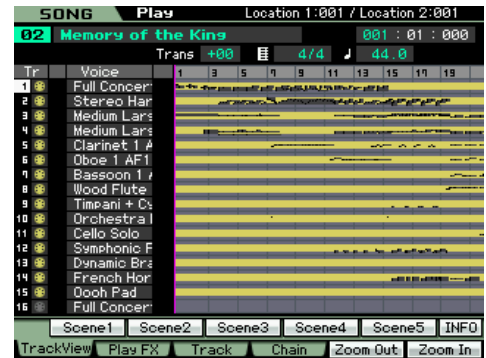 SONG Play Location 1:001 / Location 2:001
02 Memory of the King 001 : 01 : 000
Trans +00 4/4 ♩ 44.0
Tr Voice 1 3 5 7 9 11 13 15 17 19
1 Full Concer
2 Stereo Har
3 Medium Larg
4 Medium Larg
5 Clarinet 1 A
6 Oboe 1 AF1
7 Bassoon 1 A
8 Wood Flute
9 Timpani + Cy
10 Orchestra
11 Cello Solo
12 Symphonic F
13 Dynamic Bra
14 French Hor
15 Oooh Pad
16 Full Concer
Scene1 Scene2 Scene3 Scene4 Scene5 INFO
TrackView Play FX Track Chain Zoom Out Zoom In